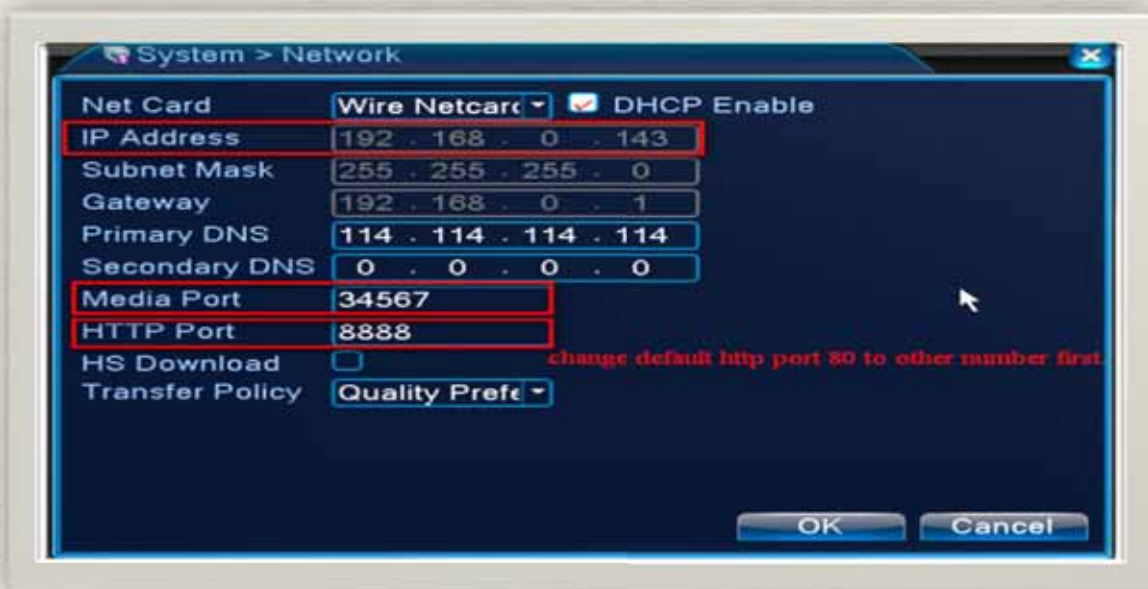 System > Network
Net Card Wire Netcar DHCP Enable
IP Address 192 . 168 . 0 . 143
Subnet Mask 255 . 255 . 255 . 0
Gateway 192 . 168 . 0 . 1
Primary DNS 114 . 114 . 114 . 114
Secondary DNS 0 . 0 . 0 . 0
Media Port 34567
HTTP Port 8888
change default http port 80 to other number first.
HS Download
Transfer Policy Quality Prefe
OK Cancel